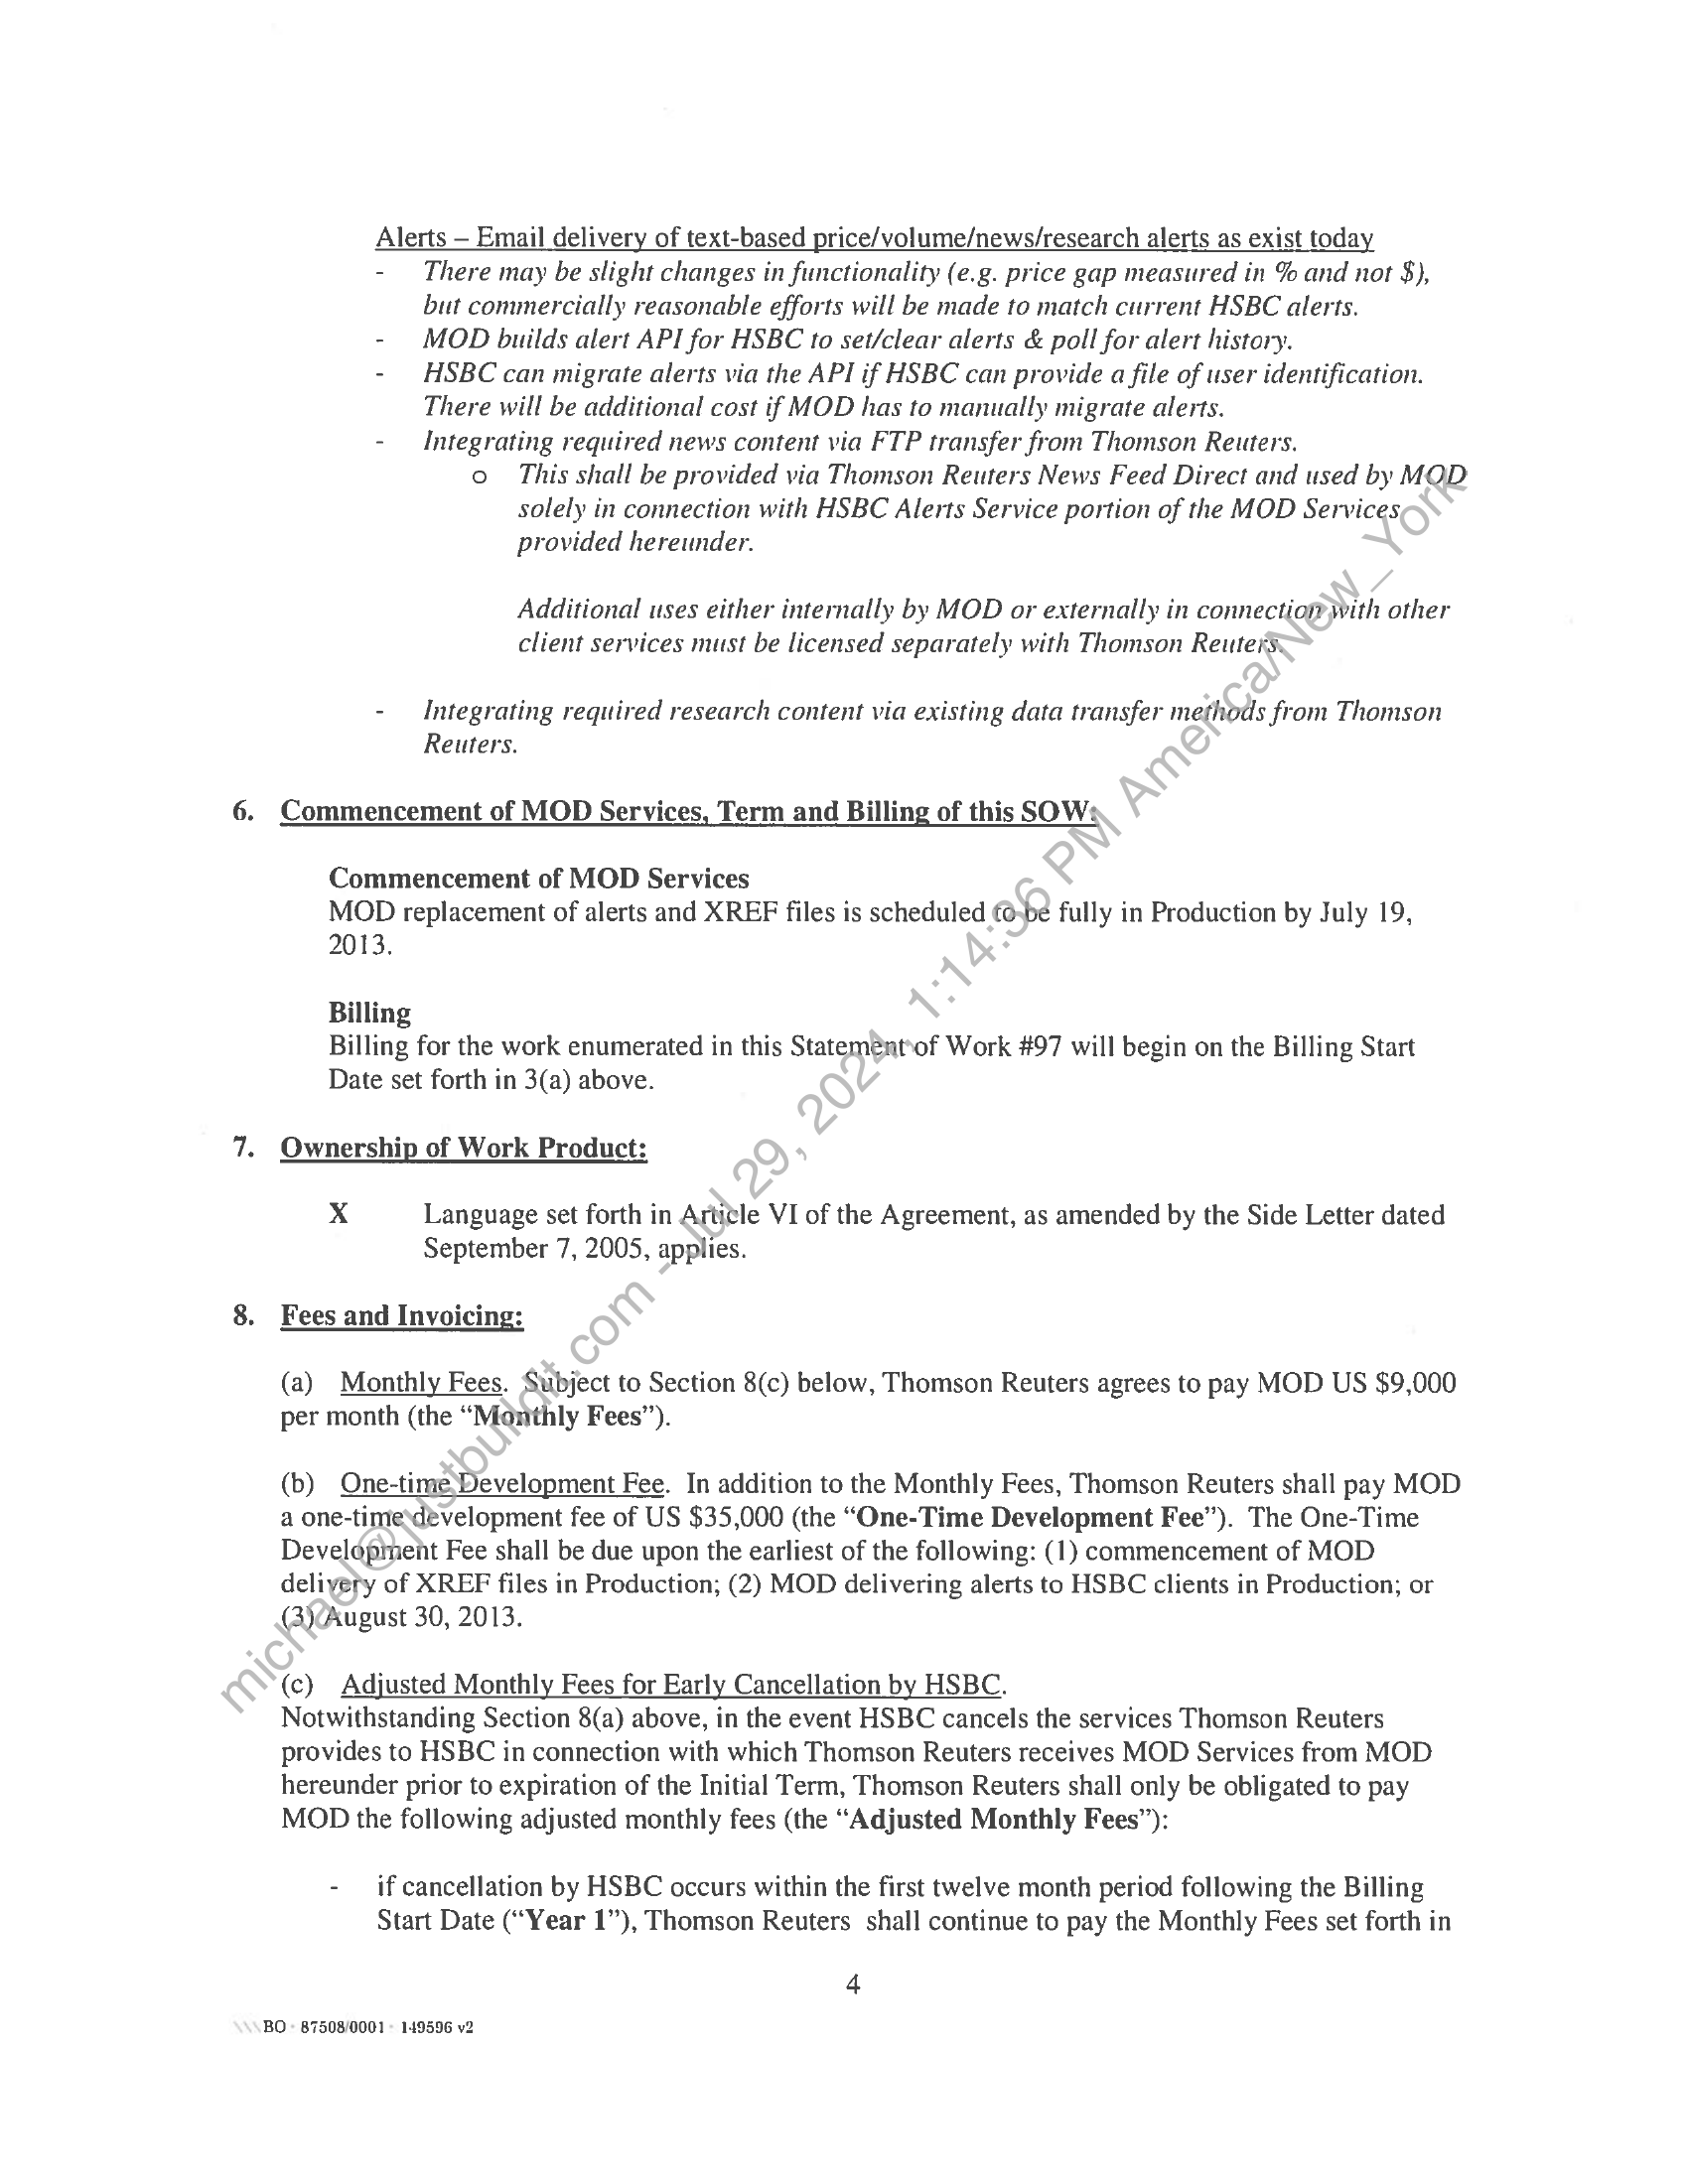 Alerts – Email delivery of text-based price/volume/news/research alerts as exist today
- There may be slight changes in functionality (e.g. price gap measured in % and not $),
but commercially reasonable efforts will be made to match current HSBC alerts.
- MOD builds alert API for HSBC to set/clear alerts & poll for alert history.
- HSBC can migrate alerts via the API if HSBC can provide a file of user identification.
There will be additional cost if MOD has to manually migrate alerts.
- Integrating required news content via FTP transfer from Thomson Reuters.
o This shall be provided via Thomson Reuters News Feed Direct and used by MOD
solely in connection with HSBC Alerts Service portion of the MOD Services
provided hereunder.
Additional uses either internally by MOD or externally in connection with other
client services must be licensed separately with Thomson Reuters.
- Integrating required research content via existing data transfer methods from Thomson
Reuters.
6. Commencement of MOD Services, Term and Billing of this SOW:
Commencement of MOD Services
MOD replacement of alerts and XREF files is scheduled to be fully in Production by July 19,
2013.
Billing
Billing for the work enumerated in this Statement of Work #97 will begin on the Billing Start
Date set forth in 3(a) above.
7. Ownership of Work Product:
X Language set forth in Article VI of the Agreement, as amended by the Side Letter dated
September 7, 2005, applies.
8. Fees and Invoicing:
(a) Monthly Fees. Subject to Section 8(c) below, Thomson Reuters agrees to pay MOD US $9,000
per month (the “Monthly Fees”).
(b) One-time Development Fee. In addition to the Monthly Fees, Thomson Reuters shall pay MOD
a one-time development fee of US $35,000 (the “One-Time Development Fee”). The One-Time
Development Fee shall be due upon the earliest of the following: (1) commencement of MOD
delivery of XREF files in Production; (2) MOD delivering alerts to HSBC clients in Production; or
(3) August 30, 2013.
(c) Adjusted Monthly Fees for Early Cancellation by HSBC.
Notwithstanding Section 8(a) above, in the event HSBC cancels the services Thomson Reuters
provides to HSBC in connection with which Thomson Reuters receives MOD Services from MOD
hereunder prior to expiration of the Initial Term, Thomson Reuters shall only be obligated to pay
MOD the following adjusted monthly fees (the “Adjusted Monthly Fees”):
- if cancellation by HSBC occurs within the first twelve month period following the Billing
Start Date (“Year 1”), Thomson Reuters shall continue to pay the Monthly Fees set forth in
4
\\\BO - 87508/0001 - 149596 v2
michael@justbuildit.com - Jul 29, 2024, 1:14:36 PM America/New_York